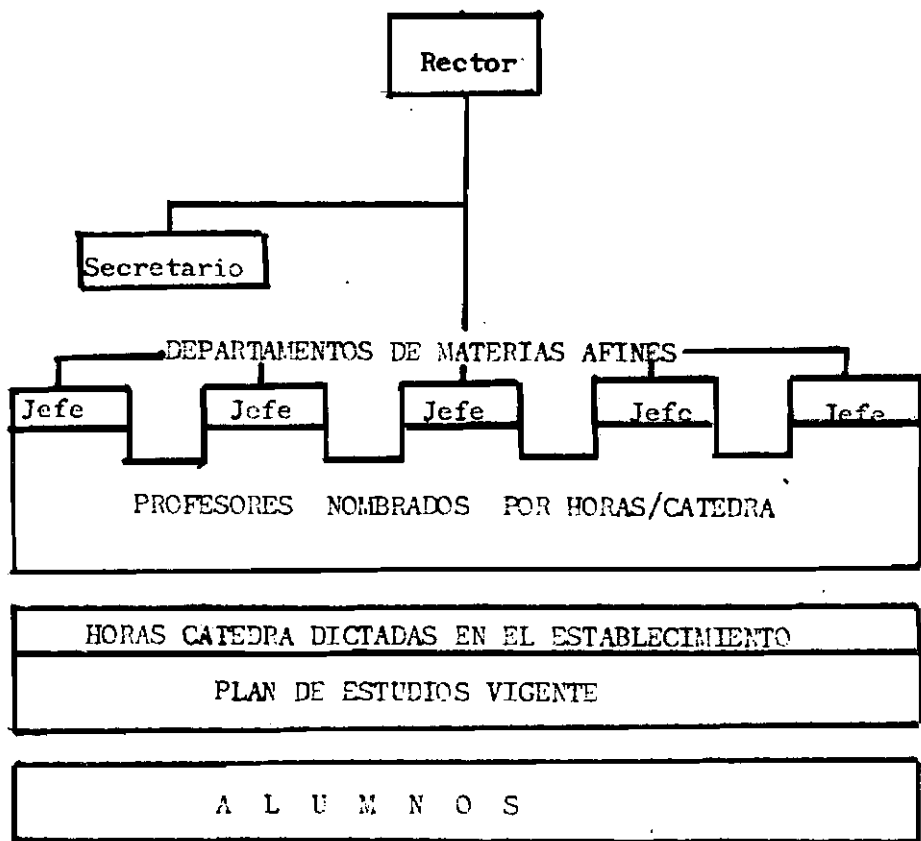 Rector
Secretario
DEPARTAMENTOS DE MATERIAS AFINES
Jefe Jefe Jefe Jefe Jefe
PROFESORES NOMBRADOS POR HORAS/CATEDRA
HORAS CATEDRA DICTADAS EN EL ESTABLECIMIENTO
PLAN DE ESTUDIOS VIGENTE
A L U M N O S